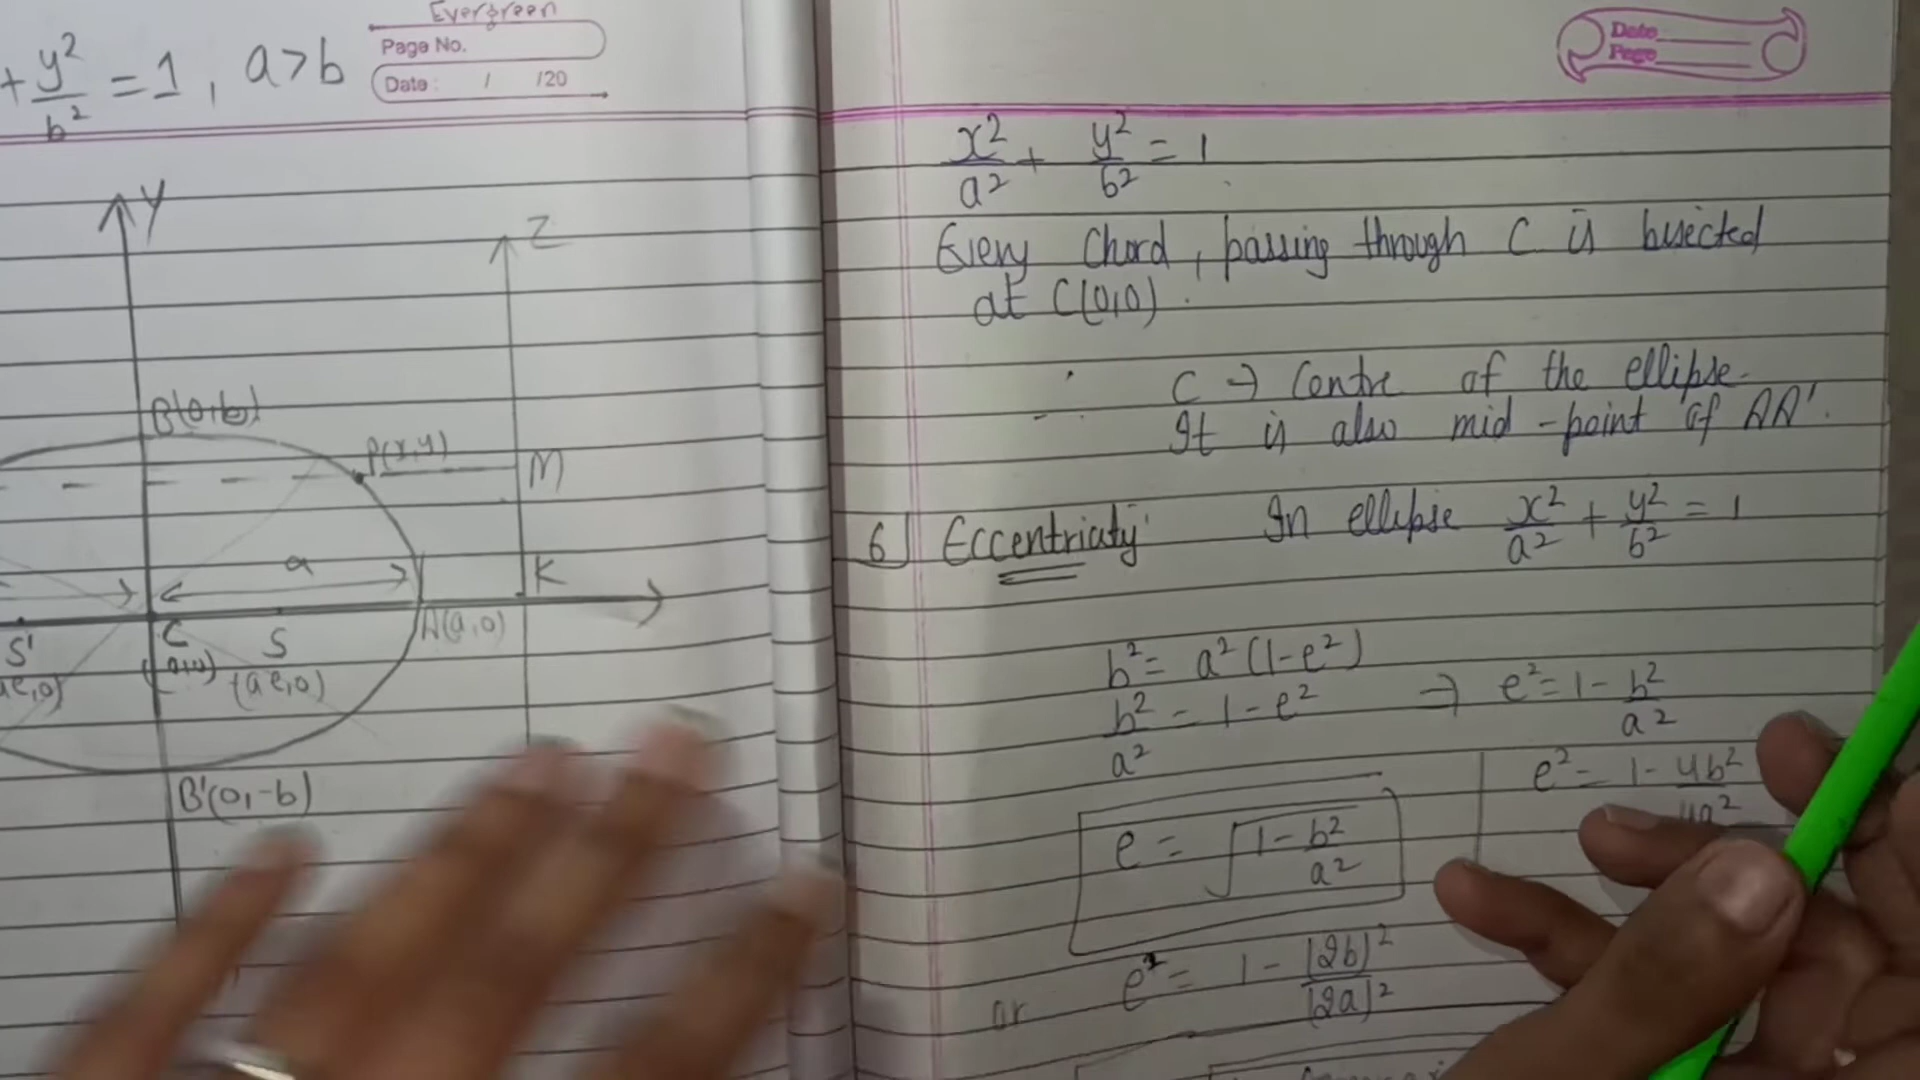 Evergreen
Page No.
Date : / /20
+ y²/b² = 1, a>b
Y
Z
B(0,b)
P(x,y)
M
a
K
S'
C
S
A(a,0)
(0,0)
(ae,0)
B'(0,-b)
Date
Page
x²/a² + y²/b² = 1
Every Chord, passing through C is bisected
at C(0,0).
C → Centre of the ellipse.
It is also mid-point of AA'.
6) Eccentricity In ellipse x²/a² + y²/b² = 1
b² = a²(1-e²)
b²/a² = 1-e² ⇒ e² = 1 - b²/a²
e² = 1 - 4b²/4a²
e = √(1 - b²/a²)
or e² = 1 - (2b)²/(2a)²